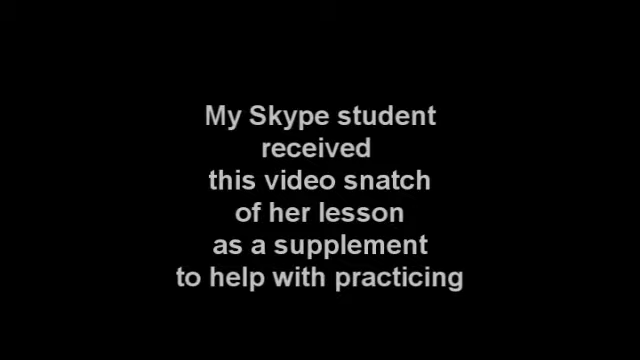 My Skype student
received
this video snatch
of her lesson
as a supplement
to help with practicing